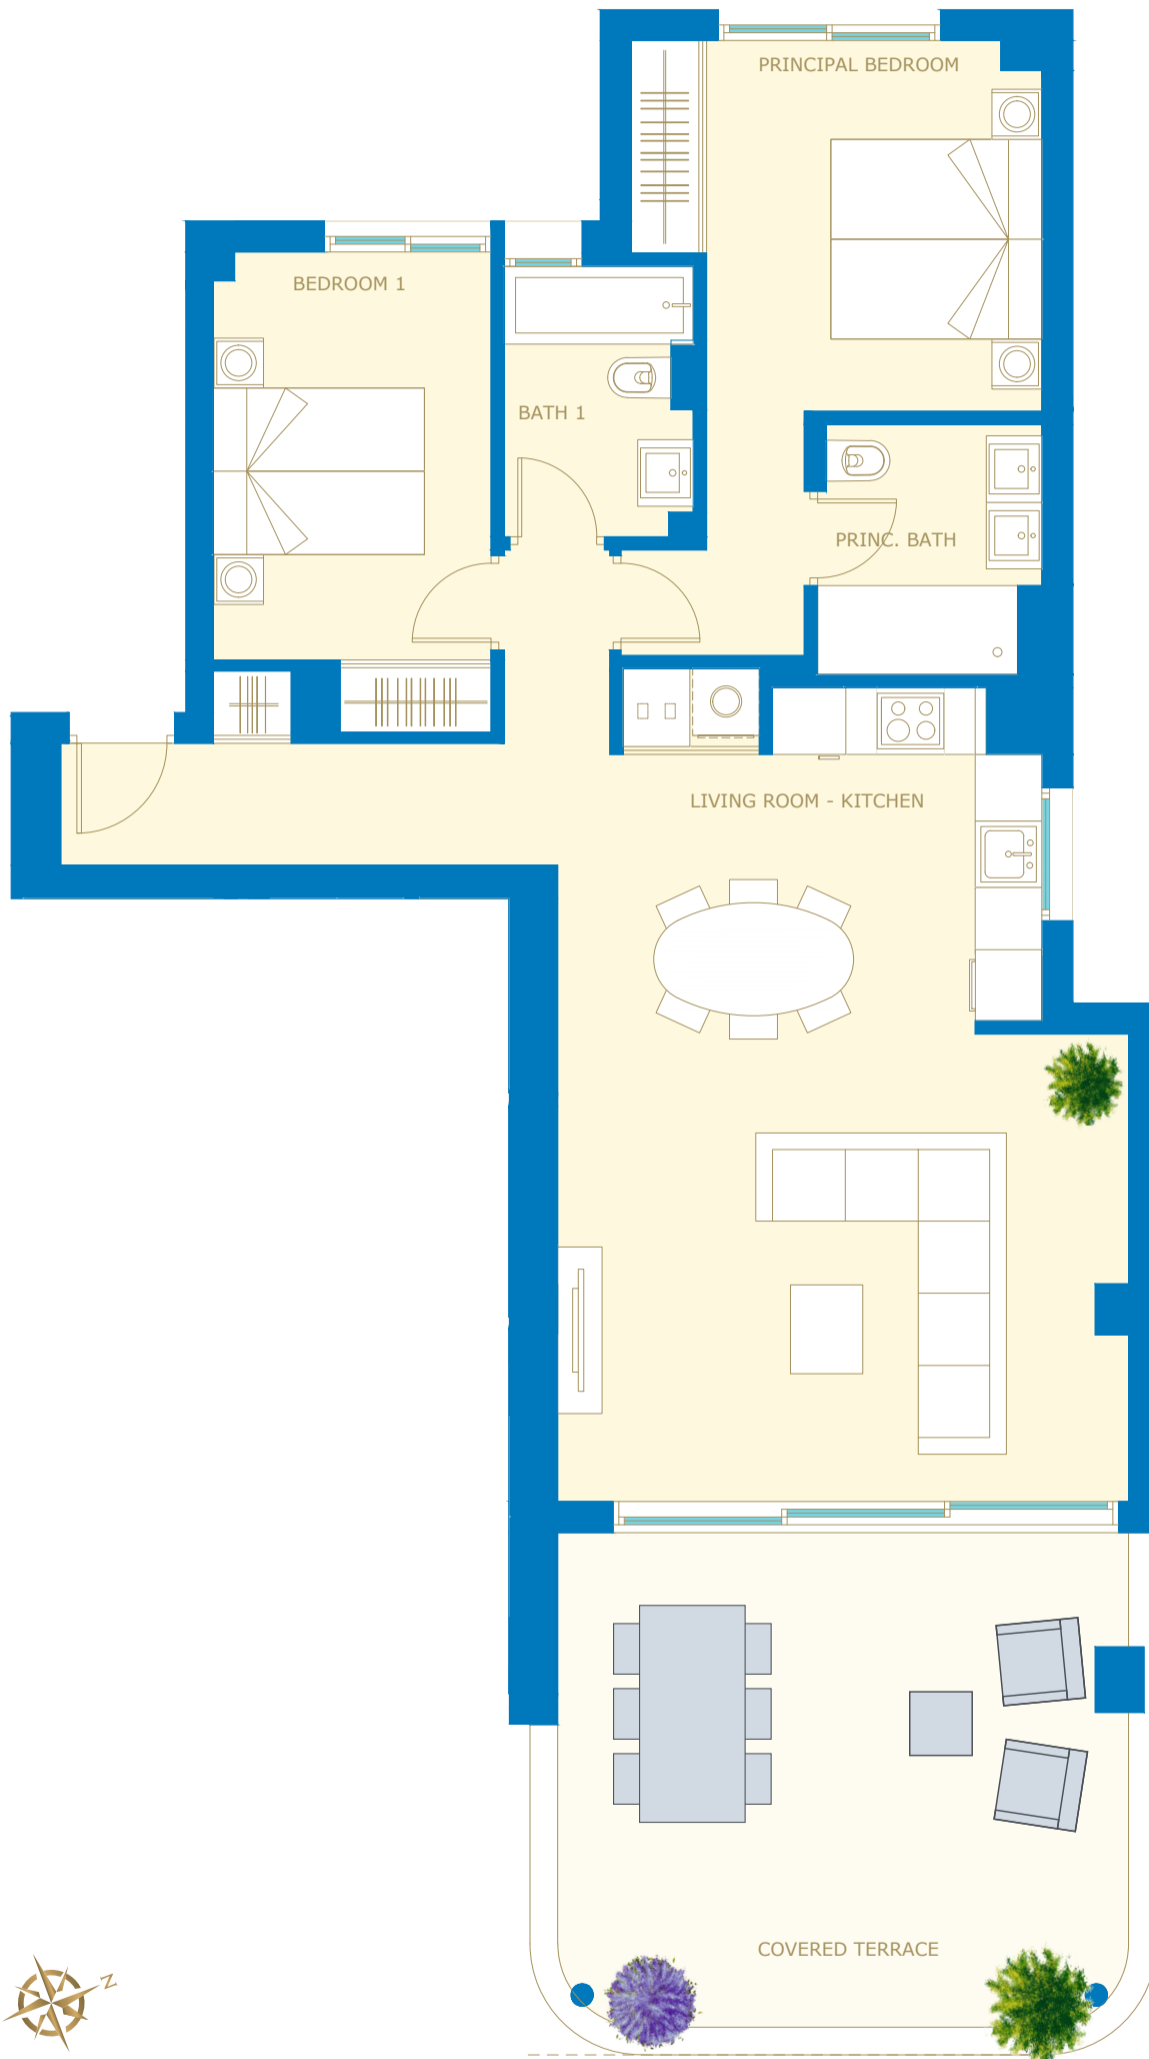 PRINCIPAL BEDROOM
BEDROOM 1
BATH 1
PRINC. BATH
LIVING ROOM - KITCHEN
COVERED TERRACE
N